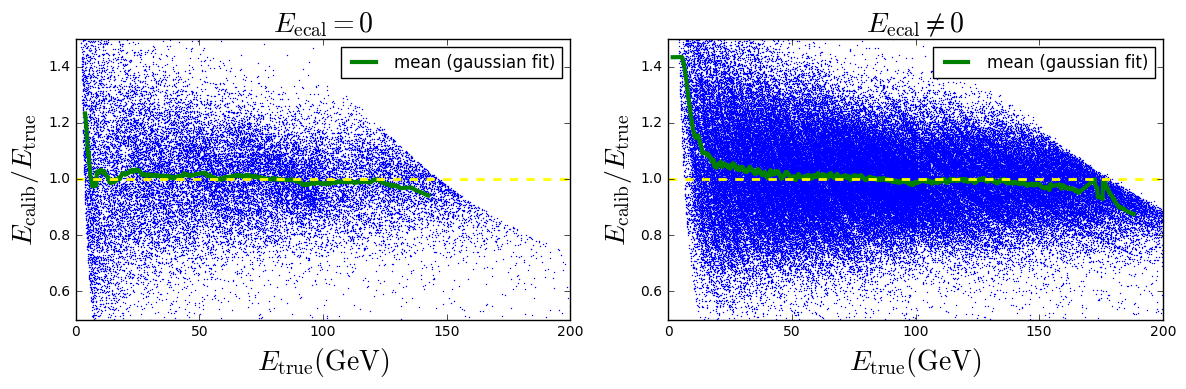 E_ecal = 0
mean (gaussian fit)
E_calib/E_true
1.4
1.2
1.0
0.8
0.6
0 50 100 150 200
E_true(GeV)
E_ecal ≠ 0
mean (gaussian fit)
E_calib/E_true
1.4
1.2
1.0
0.8
0.6
0 50 100 150 200
E_true(GeV)